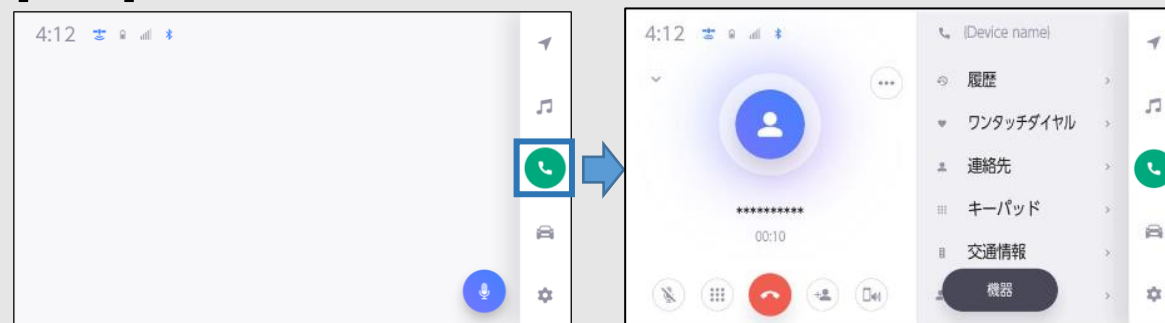 4:12
4:12
(Device name)
履歴
ワンタッチダイヤル
連絡先
キーパッド
交通情報
機器
**********
00:10